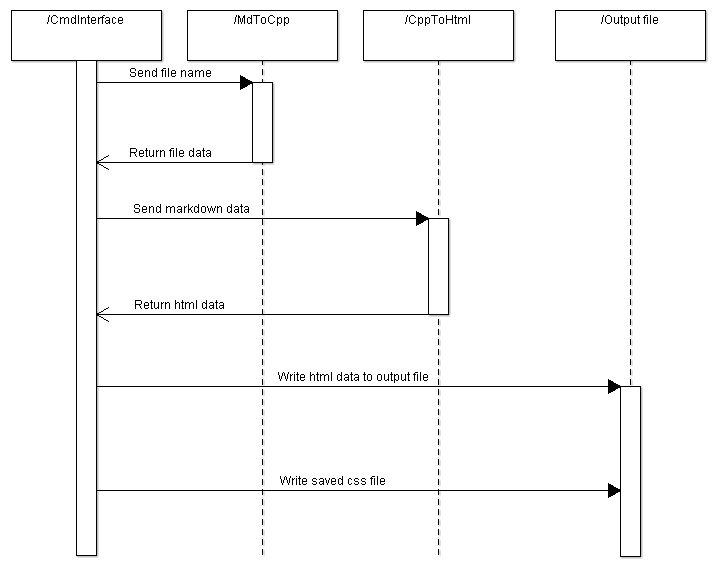 /CmdInterface
/MdToCpp
/CppToHtml
/Output file
Send file name
Return file data
Send markdown data
Return html data
Write html data to output file
Write saved css file